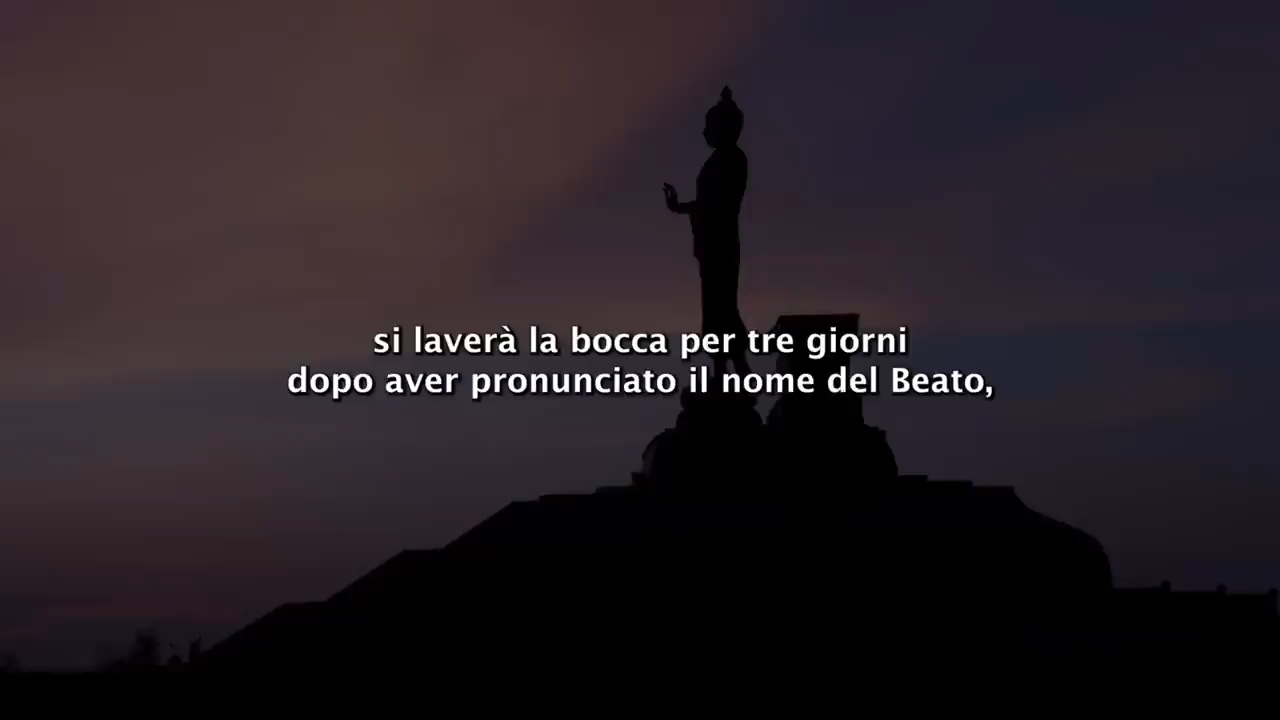 si laverà la bocca per tre giorni
dopo aver pronunciato il nome del Beato,